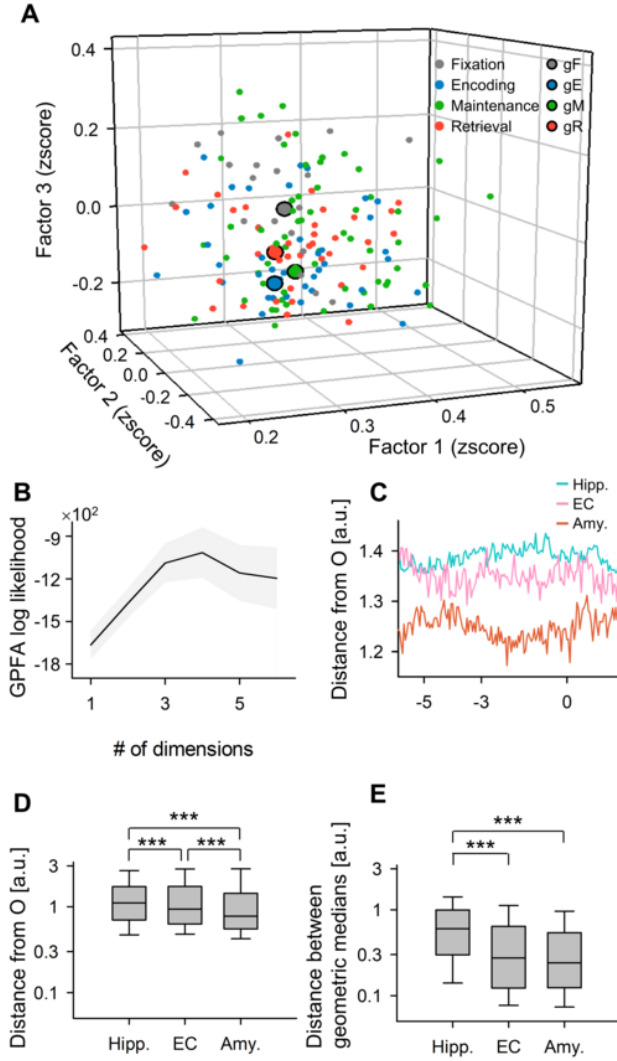 A
Fixation gF
Encoding gE
Maintenance gM
Retrieval gR
Factor 3 (zscore)
0.4
0.2
0.0
-0.2
Factor 2 (zscore)
0.4
0.2
0.0
-0.2
-0.4
Factor 1 (zscore)
0.2
0.3
0.4
0.5
B
×10²
GPFA log likelihood
-9
-12
-15
-18
1 3 5
# of dimensions
C
Hipp.
EC
Amy.
Distance from O [a.u.]
1.4
1.3
1.2
-5 -3 0
D
Distance from O [a.u.]
3
1
0.3
0.1
***
*** ***
Hipp. EC Amy.
E
Distance between
geometric medians [a.u.]
3
1
0.3
0.1
***
***
Hipp. EC Amy.